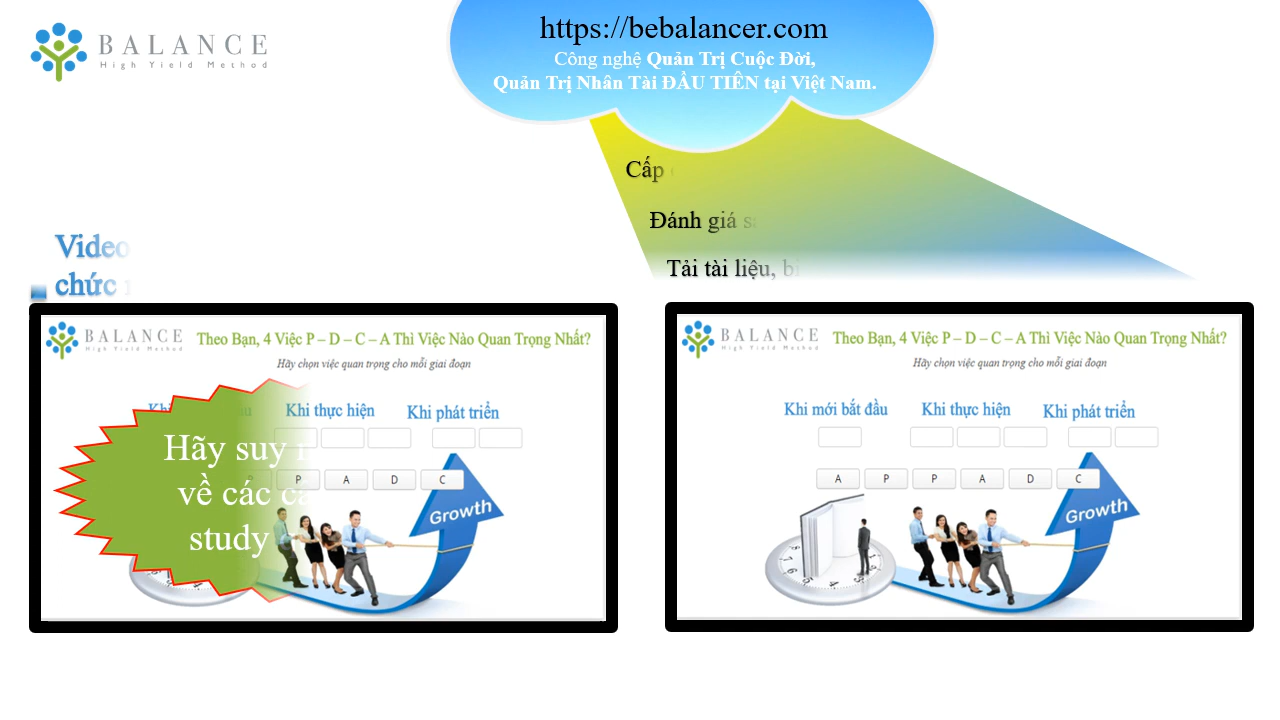 BALANCE
High Yield Method
https://bebalancer.com
Công nghệ Quản Trị Cuộc Đời,
Quản Trị Nhân Tài ĐẦU TIÊN tại Việt Nam.
Cấp
Đánh giá
Tải tài liệu,
Video
chức
BALANCE
High Yield Method
Theo Bạn, 4 Việc P – D – C – A Thì Việc Nào Quan Trọng Nhất?
Hãy chọn việc quan trọng cho mỗi giai đoạn
Khi thực hiện
Khi phát triển
Hãy suy
về các
study
P A D C
Growth
BALANCE
High Yield Method
Theo Bạn, 4 Việc P – D – C – A Thì Việc Nào Quan Trọng Nhất?
Hãy chọn việc quan trọng cho mỗi giai đoạn
Khi mới bắt đầu
Khi thực hiện
Khi phát triển
A P P A D C
Growth